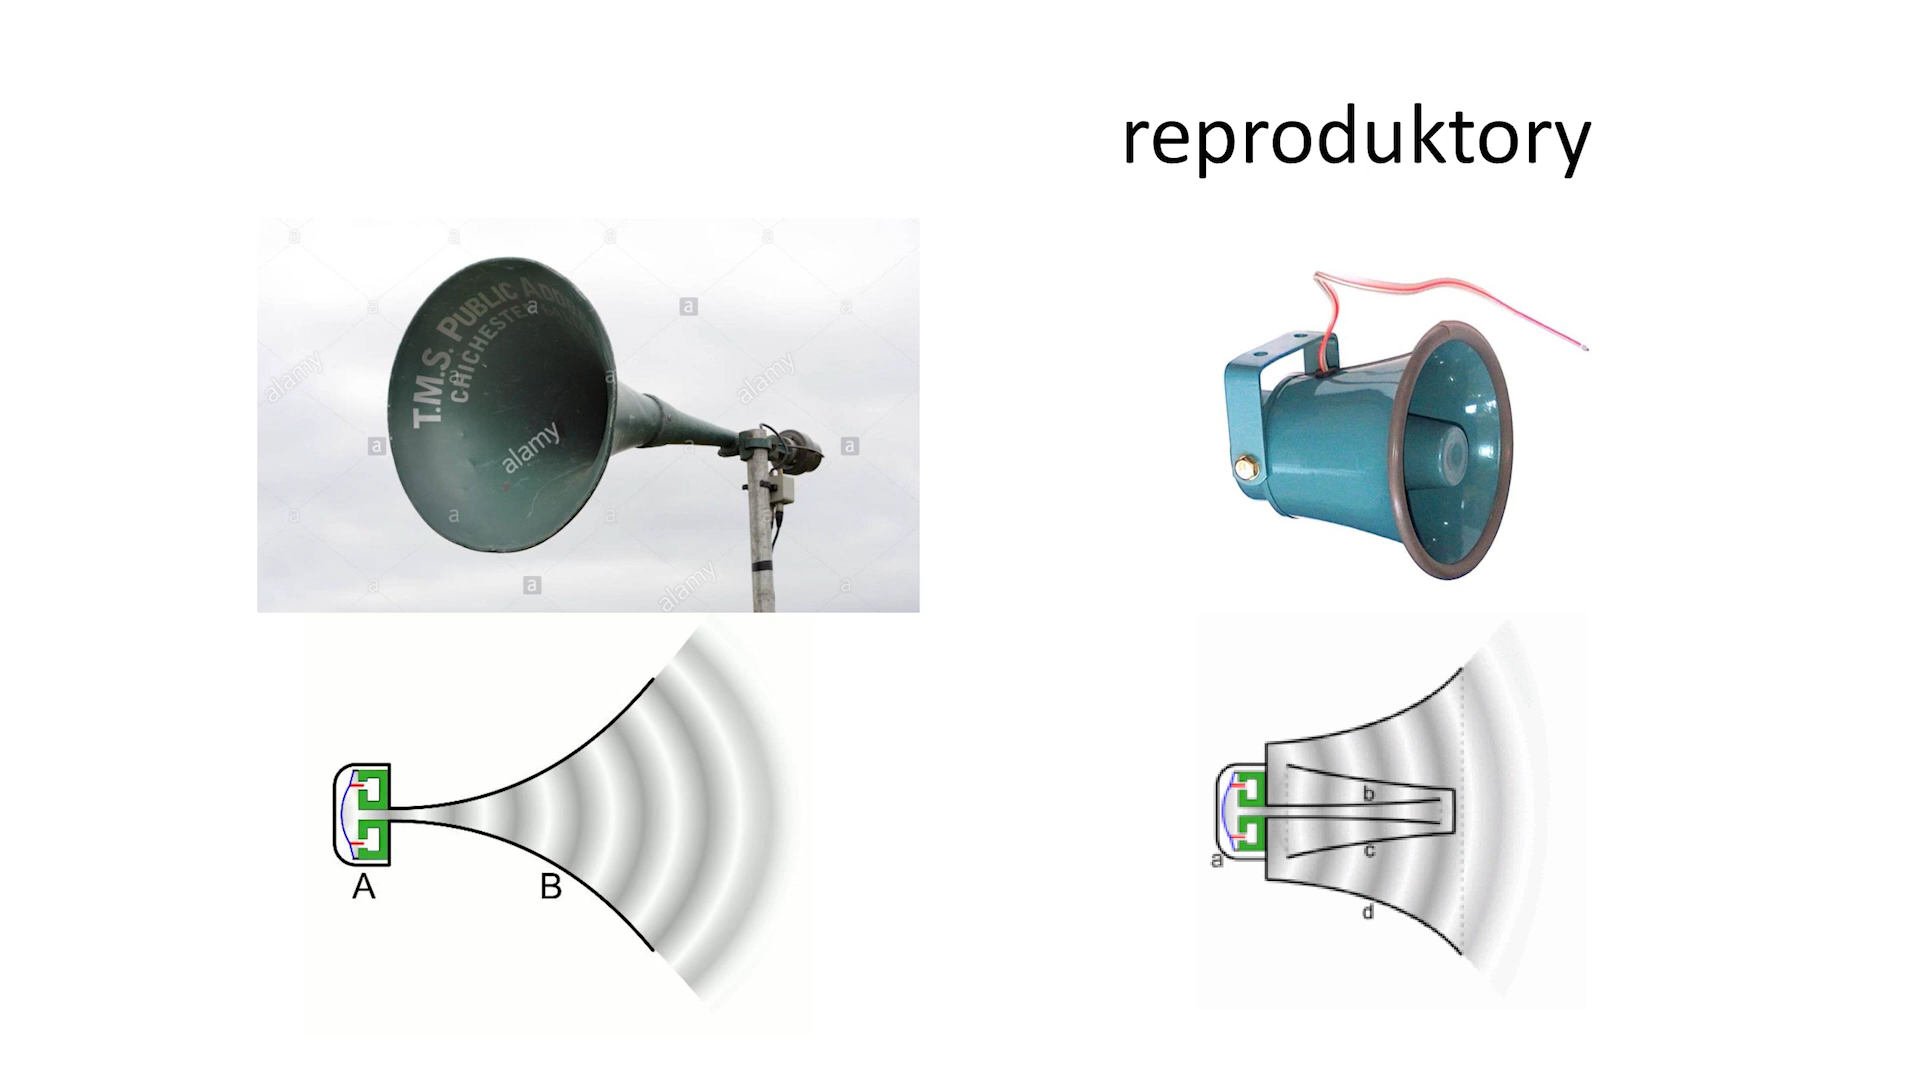 reproduktory
T.M.S. PUBLIC
CHICHESTER
alamy
alamy
alamy
alamy
a
a
a
a
A
B
a
b
c
d